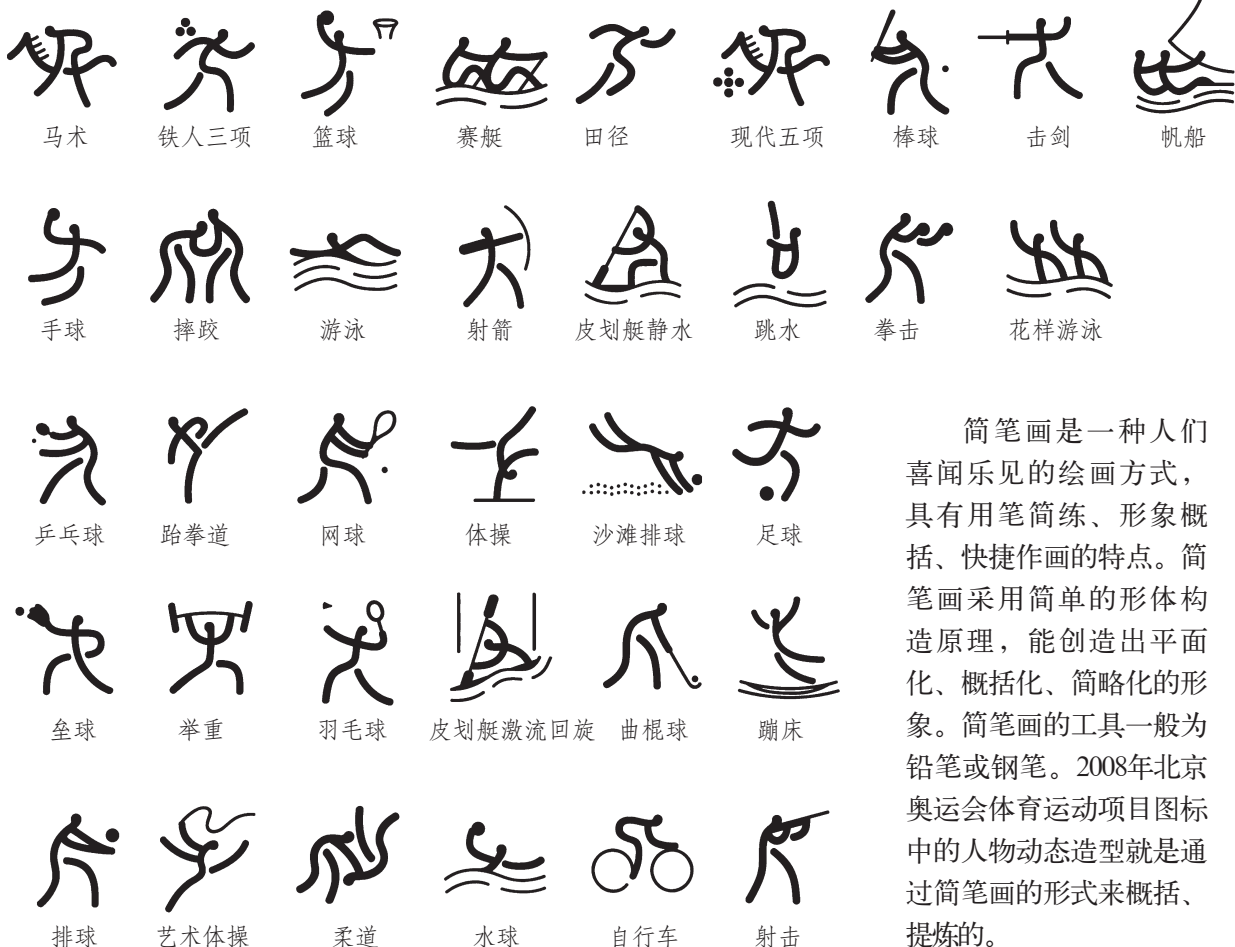 马术 铁人三项 篮球 赛艇 田径 现代五项 棒球 击剑 帆船
手球 摔跤 游泳 射箭 皮划艇静水 跳水 拳击 花样游泳
乒乓球 跆拳道 网球 体操 沙滩排球 足球
垒球 举重 羽毛球 皮划艇激流回旋 曲棍球 蹦床
排球 艺术体操 柔道 水球 自行车 射击
简笔画是一种人们
喜闻乐见的绘画方式，
具有用笔简练、形象概
括、快捷作画的特点。简
笔画采用简单的形体构
造原理，能创造出平面
化、概括化、简略化的形
象。简笔画的工具一般为
铅笔或钢笔。2008年北京
奥运会体育运动项目图标
中的人物动态造型就是通
过简笔画的形式来概括、
提炼的。